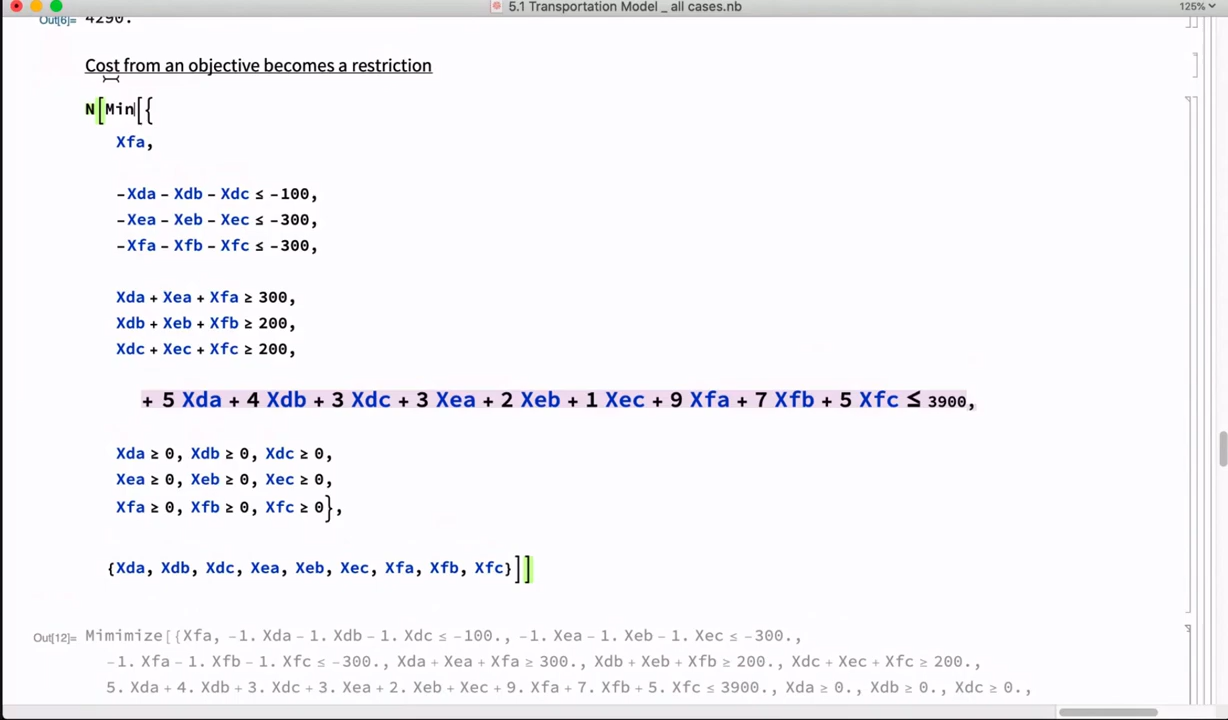 5.1 Transportation Model _ all cases.nb
125%
Out[6]= 4290.
Cost from an objective becomes a restriction
N[Min[{
Xfa,
-Xda - Xdb - Xdc ≤ -100,
-Xea - Xeb - Xec ≤ -300,
-Xfa - Xfb - Xfc ≤ -300,
Xda + Xea + Xfa ≥ 300,
Xdb + Xeb + Xfb ≥ 200,
Xdc + Xec + Xfc ≥ 200,
+ 5 Xda + 4 Xdb + 3 Xdc + 3 Xea + 2 Xeb + 1 Xec + 9 Xfa + 7 Xfb + 5 Xfc ≤ 3900,
Xda ≥ 0, Xdb ≥ 0, Xdc ≥ 0,
Xea ≥ 0, Xeb ≥ 0, Xec ≥ 0,
Xfa ≥ 0, Xfb ≥ 0, Xfc ≥ 0},
{Xda, Xdb, Xdc, Xea, Xeb, Xec, Xfa, Xfb, Xfc}]]
Out[12]= Mimimize[{Xfa, -1. Xda - 1. Xdb - 1. Xdc ≤ -100., -1. Xea - 1. Xeb - 1. Xec ≤ -300.,
-1. Xfa - 1. Xfb - 1. Xfc ≤ -300., Xda + Xea + Xfa ≥ 300., Xdb + Xeb + Xfb ≥ 200., Xdc + Xec + Xfc ≥ 200.,
5. Xda + 4. Xdb + 3. Xdc + 3. Xea + 2. Xeb + Xec + 9. Xfa + 7. Xfb + 5. Xfc ≤ 3900., Xda ≥ 0., Xdb ≥ 0., Xdc ≥ 0.,